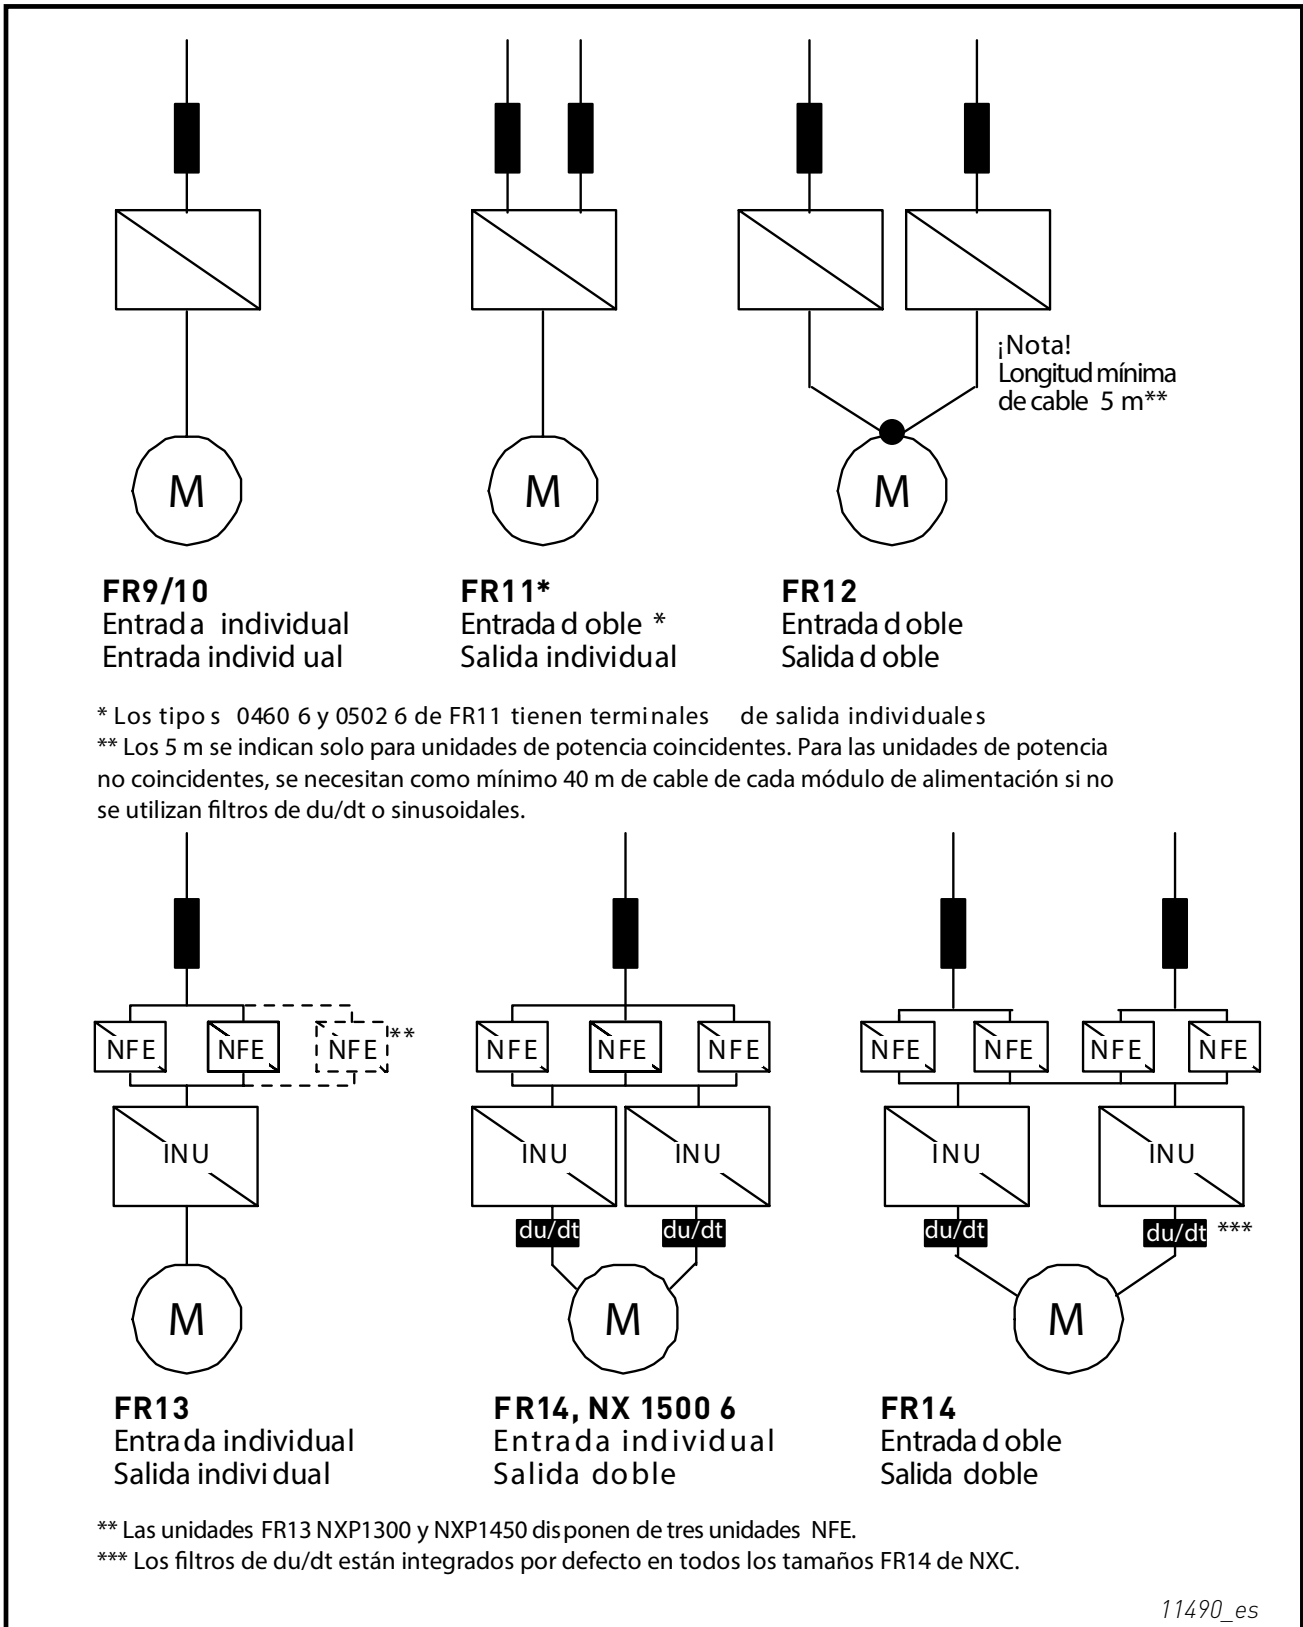 ¡Nota!
Longitud mínima
de cable 5 m**
M
M
M
FR9/10
Entrada individual
Entrada individual
FR11*
Entrada doble *
Salida individual
FR12
Entrada doble
Salida doble
* Los tipos 0460 6 y 0502 6 de FR11 tienen terminales de salida individuales
** Los 5 m se indican solo para unidades de potencia coincidentes. Para las unidades de potencia
no coincidentes, se necesitan como mínimo 40 m de cable de cada módulo de alimentación si no
se utilizan filtros de du/dt o sinusoidales.
NFE
NFE
NFE
**
NFE
NFE
NFE
NFE
NFE
NFE
NFE
INU
INU
INU
INU
INU
du/dt
du/dt
du/dt
du/dt
***
M
M
M
FR13
Entrada individual
Salida individual
FR14, NX 1500 6
Entrada individual
Salida doble
FR14
Entrada doble
Salida doble
** Las unidades FR13 NXP1300 y NXP1450 disponen de tres unidades NFE.
*** Los filtros de du/dt están integrados por defecto en todos los tamaños FR14 de NXC.
11490_es